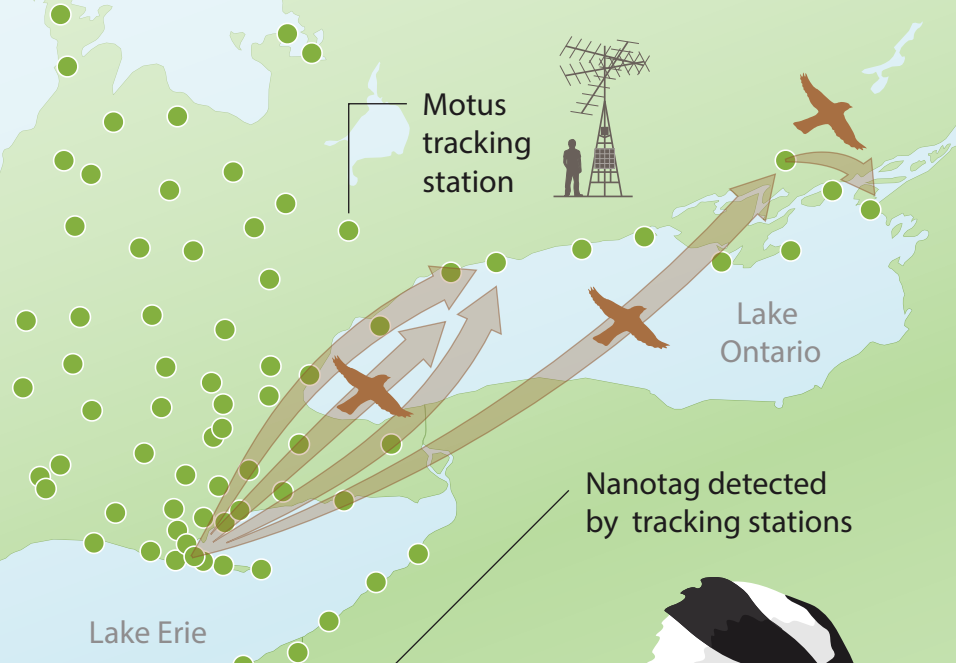 Motus
tracking
station
Lake
Ontario
Nanotag detected
by tracking stations
Lake Erie